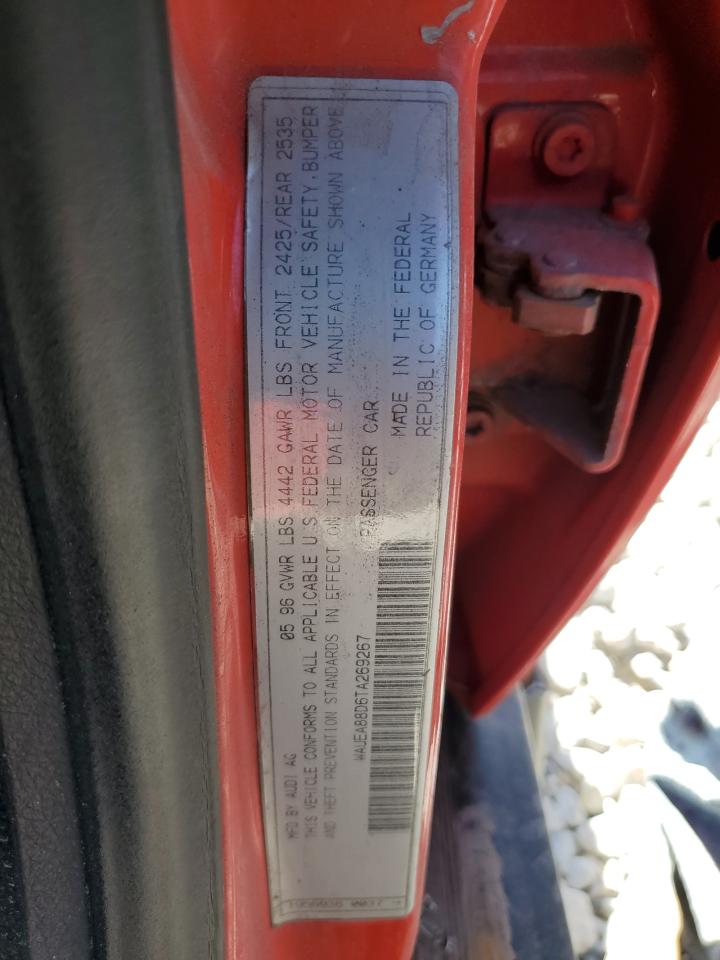 MFD BY AUDI AG 05 96 GVWR LBS 4442 GAWR LBS FRONT 2425/REAR 2535
THIS VEHICLE CONFORMS TO ALL APPLICABLE U.S. FEDERAL MOTOR VEHICLE SAFETY, BUMPER
AND THEFT PREVENTION STANDARDS IN EFFECT ON THE DATE OF MANUFACTURE SHOWN ABOVE
WAUEA88D6TA269267 PASSENGER CAR
MADE IN THE FEDERAL
REPUBLIC OF GERMANY